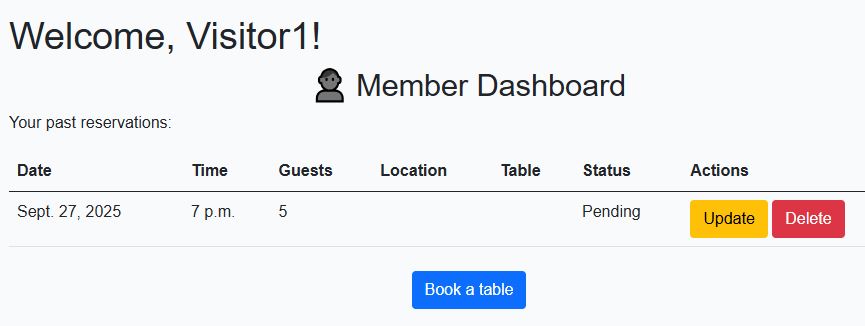 Welcome, Visitor1!
Member Dashboard
Your past reservations:
Date Time Guests Location Table Status Actions
Sept. 27, 2025 7 p.m. 5 Pending Update Delete
Book a table